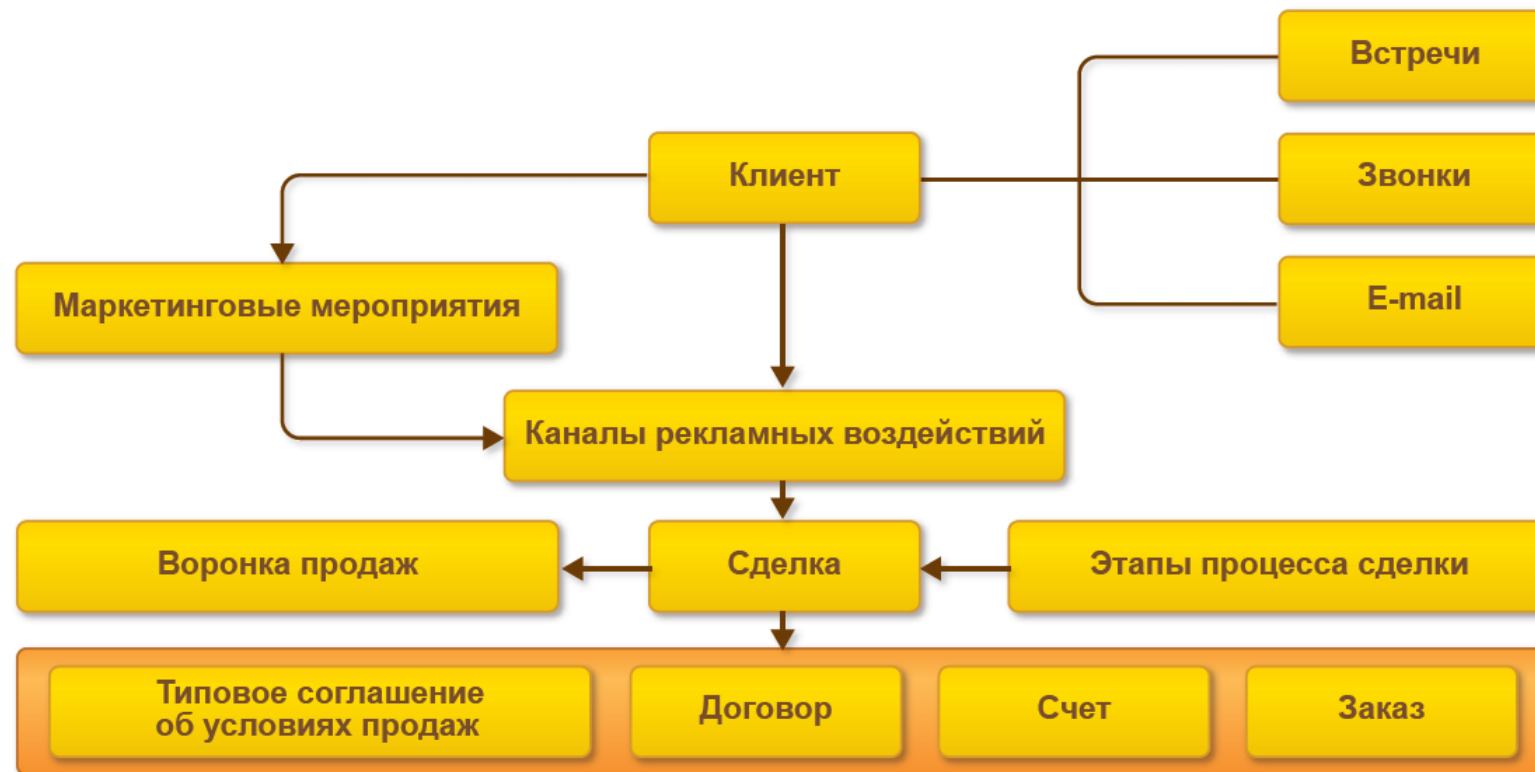 Встречи
Клиент
Звонки
E-mail
Маркетинговые мероприятия
Каналы рекламных воздействий
Воронка продаж
Сделка
Этапы процесса сделки
Типовое соглашение
об условиях продаж
Договор
Счет
Заказ